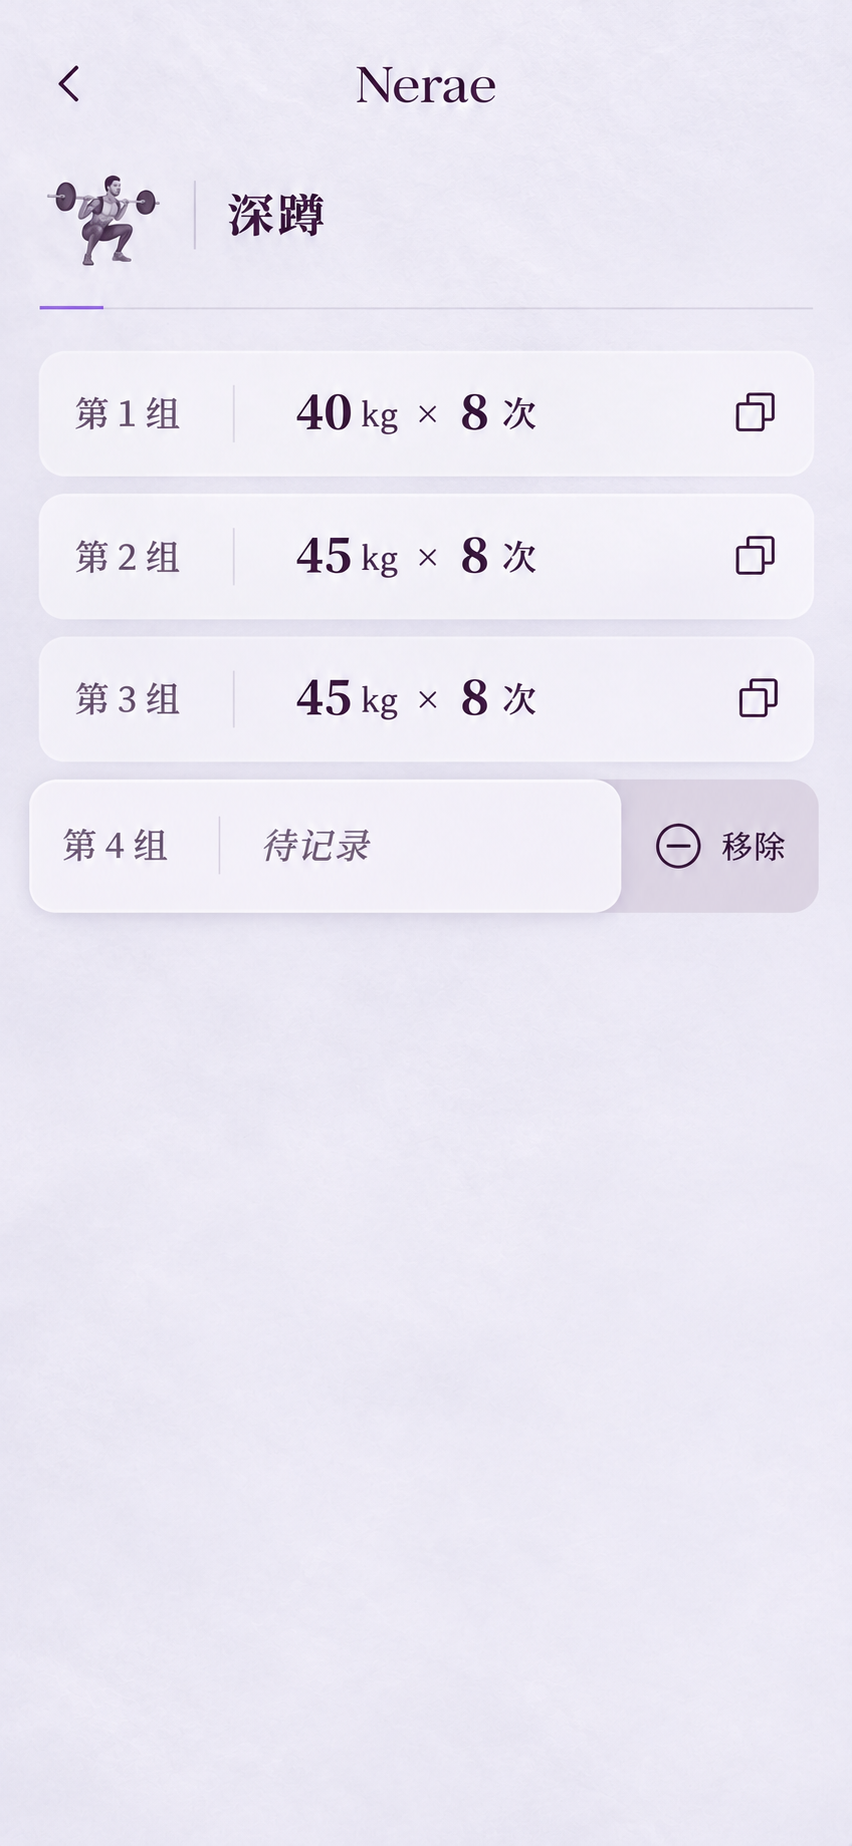 Nerae
深蹲
第 1 组 40 kg × 8 次
第 2 组 45 kg × 8 次
第 3 组 45 kg × 8 次
第 4 组 待记录 移除